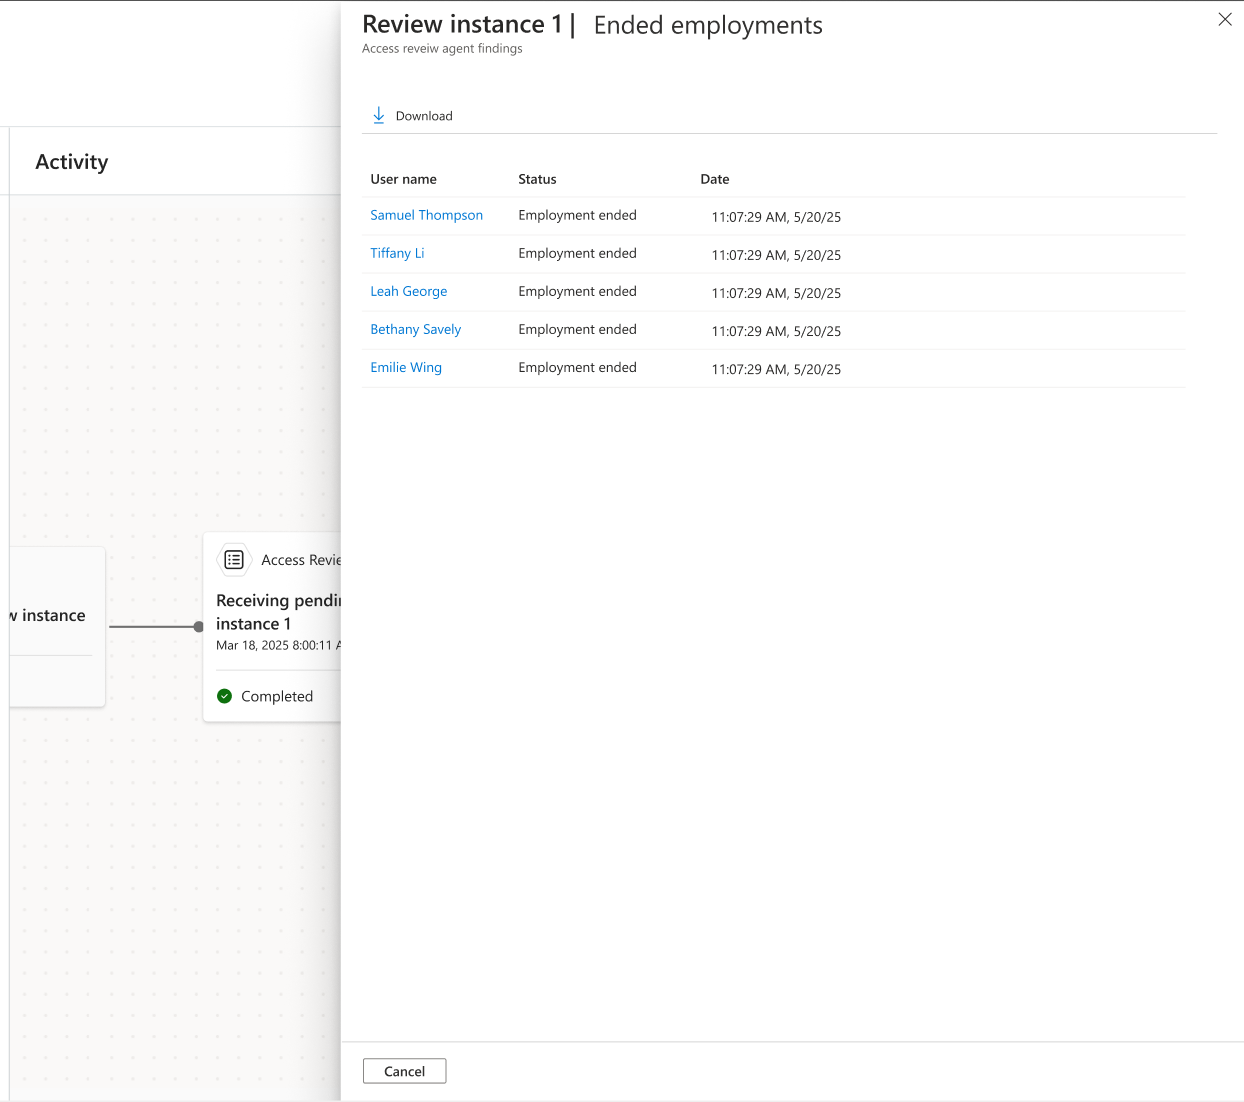 Review instance 1 | Ended employments
Access reveiw agent findings
Download
Activity
User name Status Date
Samuel Thompson Employment ended 11:07:29 AM, 5/20/25
Tiffany Li Employment ended 11:07:29 AM, 5/20/25
Leah George Employment ended 11:07:29 AM, 5/20/25
Bethany Savely Employment ended 11:07:29 AM, 5/20/25
Emilie Wing Employment ended 11:07:29 AM, 5/20/25
instance
Access
Receiving
instance 1
Mar 18, 2025 8:00:11
Completed
Cancel